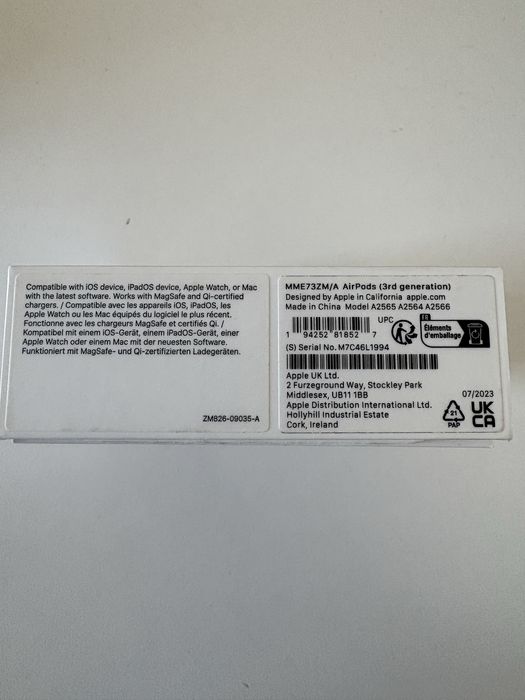 Compatible with iOS device, iPadOS device, Apple Watch, or Mac
with the latest software. Works with MagSafe and Qi-certified
chargers. / Compatible avec les appareils iOS, iPadOS, les
Apple Watch ou les Mac équipés du logiciel le plus récent.
Fonctionne avec chargeurs MagSafe et certifiés Qi. /
Kompatibel mit einem iOS-Gerät, einem iPadOS-Gerät, einer
Apple Watch oder einem Mac mit der neuesten Software.
Funktioniert mit MagSafe- und Qi-zertifizierten Ladegeräten.
ZM826-09035-A
MME73ZM/A AirPods (3rd generation)
Designed by Apple in California apple.com
Made in China Model A2565 A2564 A2566
UPC
1 94252 81852 7
FR
Éléments
d'emballage
(S) Serial No. M7C46L1994
Apple UK Ltd.
2 Furzeground Way, Stockley Park
Middlesex, UB11 1BB
Apple Distribution International Ltd.
Hollyhill Industrial Estate
Cork, Ireland
07/2023
21
PAP
UK
CA